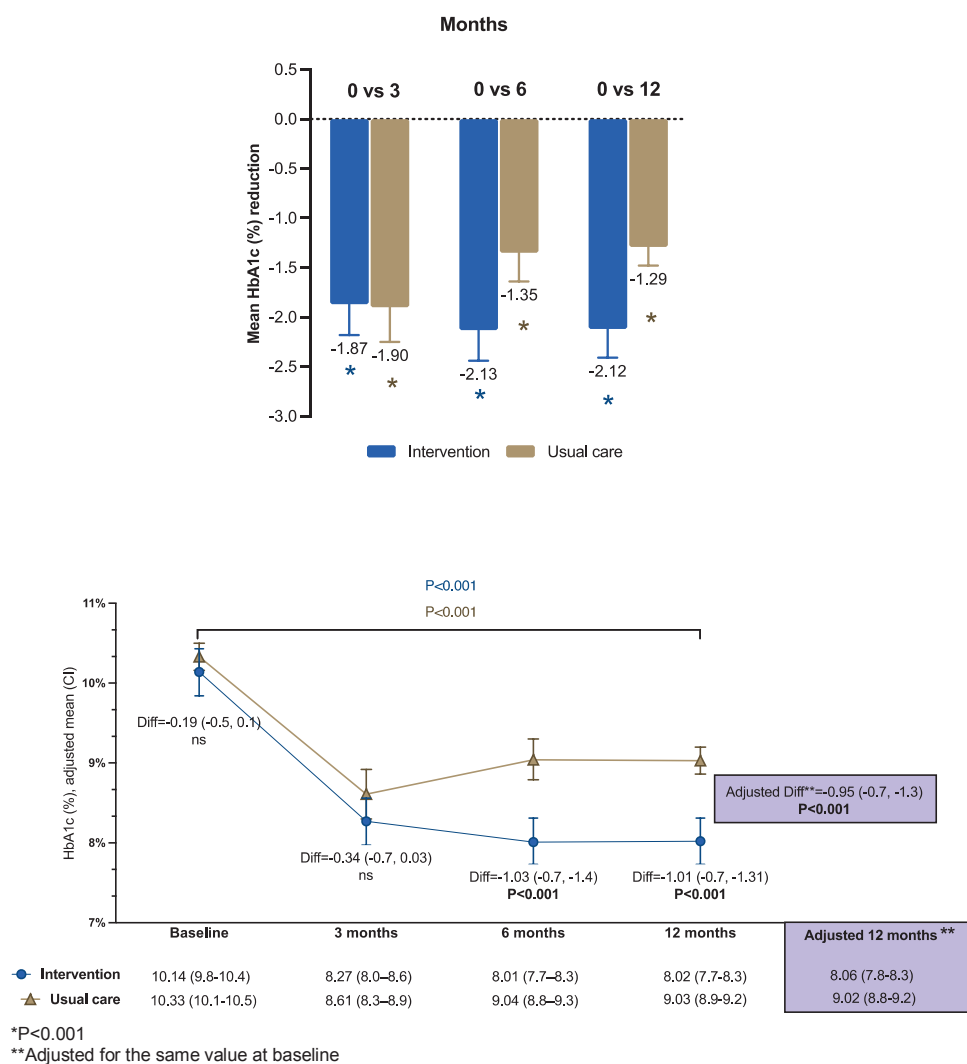 Months
0 vs 3 0 vs 6 0 vs 12
Mean HbA1c (%) reduction
0.5
0.0
-0.5
-1.0
-1.5
-2.0
-2.5
-3.0
-1.87
-1.90
-2.13
-1.35
-2.12
-1.29
* * * * * *
Intervention Usual care
P<0.001
P<0.001
HbA1c (%), adjusted mean (CI)
11%
10%
9%
8%
7%
Diff=-0.19 (-0.5, 0.1)
ns
Diff=-0.34 (-0.7, 0.03)
ns
Diff=-1.03 (-0.7, -1.4)
P<0.001
Diff=-1.01 (-0.7, -1.31)
P<0.001
Adjusted Diff**=-0.95 (-0.7, -1.3)
P<0.001
Baseline 3 months 6 months 12 months Adjusted 12 months **
Intervention 10.14 (9.8-10.4) 8.27 (8.0–8.6) 8.01 (7.7–8.3) 8.02 (7.7-8.3) 8.06 (7.8-8.3)
Usual care 10.33 (10.1-10.5) 8.61 (8.3–8.9) 9.04 (8.8–9.3) 9.03 (8.9-9.2) 9.02 (8.8-9.2)
*P<0.001
**Adjusted for the same value at baseline